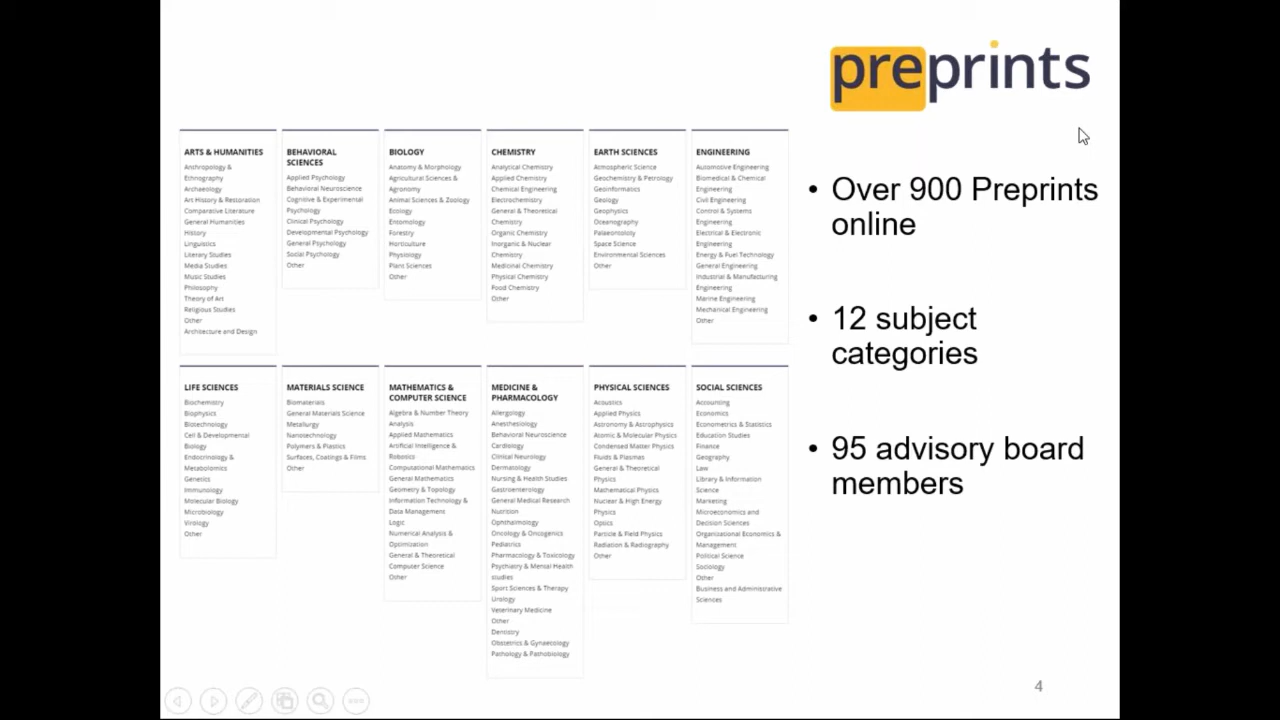 preprints
ARTS & HUMANITIES
Anthropology &
Ethnography
Archaeology
Art History & Restoration
Comparative Literature
General Humanities
History
Linguistics
Literary Studies
Media Studies
Music Studies
Philosophy
Theory of Art
Religious Studies
Other
Architecture and Design
BEHAVIORAL
SCIENCES
Applied Psychology
Behavioral Neuroscience
Cognitive & Experimental
Psychology
Clinical Psychology
Developmental Psychology
General Psychology
Social Psychology
Other
BIOLOGY
Anatomy & Morphology
Agricultural Sciences &
Agronomy
Animal Sciences & Zoology
Ecology
Entomology
Forestry
Horticulture
Physiology
Plant Sciences
Other
CHEMISTRY
Analytical Chemistry
Applied Chemistry
Chemical Engineering
Electrochemistry
General & Theoretical
Chemistry
Organic Chemistry
Inorganic & Nuclear
Chemistry
Medicinal Chemistry
Physical Chemistry
Food Chemistry
Other
EARTH SCIENCES
Atmospheric Science
Geochemistry & Petrology
Geoinformatics
Geology
Geophysics
Oceanography
Palaeontology
Space Science
Environmental Sciences
Other
ENGINEERING
Automotive Engineering
Biomedical & Chemical
Engineering
Civil Engineering
Control & Systems
Engineering
Electrical & Electronic
Engineering
Energy & Fuel Technology
General Engineering
Industrial & Manufacturing
Engineering
Marine Engineering
Mechanical Engineering
Other
LIFE SCIENCES
Biochemistry
Biophysics
Biotechnology
Cell & Developmental
Biology
Endocrinology &
Metabolomics
Genetics
Immunology
Molecular Biology
Microbiology
Virology
Other
MATERIALS SCIENCE
Biomaterials
General Materials Science
Metallurgy
Nanotechnology
Polymers & Plastics
Surfaces, Coatings & Films
Other
MATHEMATICS &
COMPUTER SCIENCE
Algebra & Number Theory
Analysis
Applied Mathematics
Artificial Intelligence &
Robotics
Computational Mathematics
General Mathematics
Geometry & Topology
Information Technology &
Data Management
Logic
Numerical Analysis &
Optimization
General & Theoretical
Computer Science
Other
MEDICINE &
PHARMACOLOGY
Allergology
Anesthesiology
Behavioral Neuroscience
Cardiology
Clinical Neurology
Dermatology
Nursing & Health Studies
Gastroenterology
General Medical Research
Nutrition
Ophthalmology
Oncology & Oncogenics
Pediatrics
Pharmacology & Toxicology
Psychiatry & Mental Health
studies
Sport Sciences & Therapy
Urology
Veterinary Medicine
Other
Dentistry
Obstetrics & Gynaecology
Pathology & Pathobiology
PHYSICAL SCIENCES
Acoustics
Applied Physics
Astronomy & Astrophysics
Atomic & Molecular Physics
Condensed Matter Physics
Fluids & Plasmas
General & Theoretical
Physics
Mathematical Physics
Nuclear & High Energy
Physics
Optics
Particle & Field Physics
Radiation & Radiography
Other
SOCIAL SCIENCES
Accounting
Economics
Econometrics & Statistics
Education Studies
Finance
Geography
Law
Library & Information
Science
Marketing
Microeconomics and
Decision Sciences
Organizational Economics &
Management
Political Science
Sociology
Other
Business and Administrative
Sciences
• Over 900 Preprints
online
• 12 subject
categories
• 95 advisory board
members
4